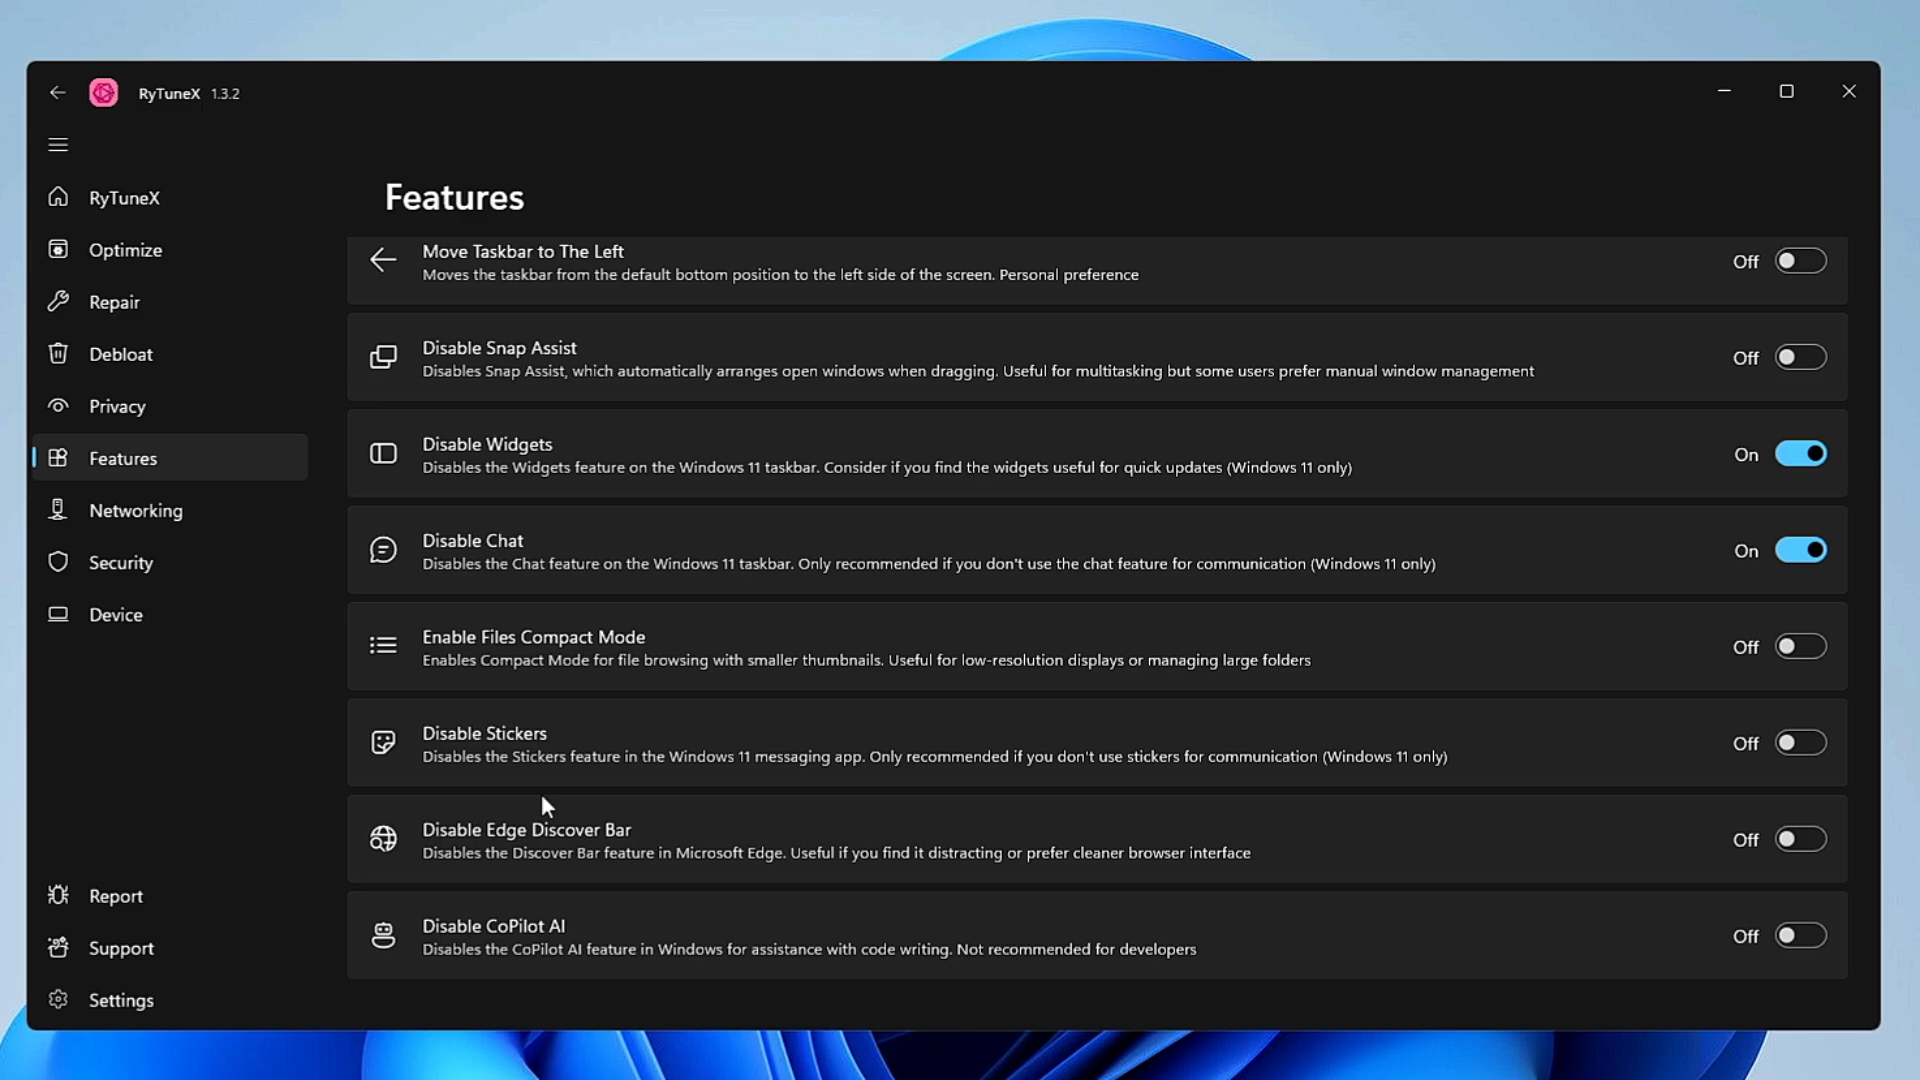 RyTuneX 1.3.2
RyTuneX
Optimize
Repair
Debloat
Privacy
Features
Networking
Security
Device
Report
Support
Settings
Features
Move Taskbar to The Left
Moves the taskbar from the default bottom position to the left side of the screen. Personal preference
Off
Disable Snap Assist
Disables Snap Assist, which automatically arranges open windows when dragging. Useful for multitasking but some users prefer manual window management
Off
Disable Widgets
Disables the Widgets feature on the Windows 11 taskbar. Consider if you find the widgets useful for quick updates (Windows 11 only)
On
Disable Chat
Disables the Chat feature on the Windows 11 taskbar. Only recommended if you don't use the chat feature for communication (Windows 11 only)
On
Enable Files Compact Mode
Enables Compact Mode for file browsing with smaller thumbnails. Useful for low-resolution displays or managing large folders
Off
Disable Stickers
Disables the Stickers feature in the Windows 11 messaging app. Only recommended if you don't use stickers for communication (Windows 11 only)
Off
Disable Edge Discover Bar
Disables the Discover Bar feature in Microsoft Edge. Useful if you find it distracting or prefer cleaner browser interface
Off
Disable CoPilot AI
Disables the CoPilot AI feature in Windows for assistance with code writing. Not recommended for developers
Off